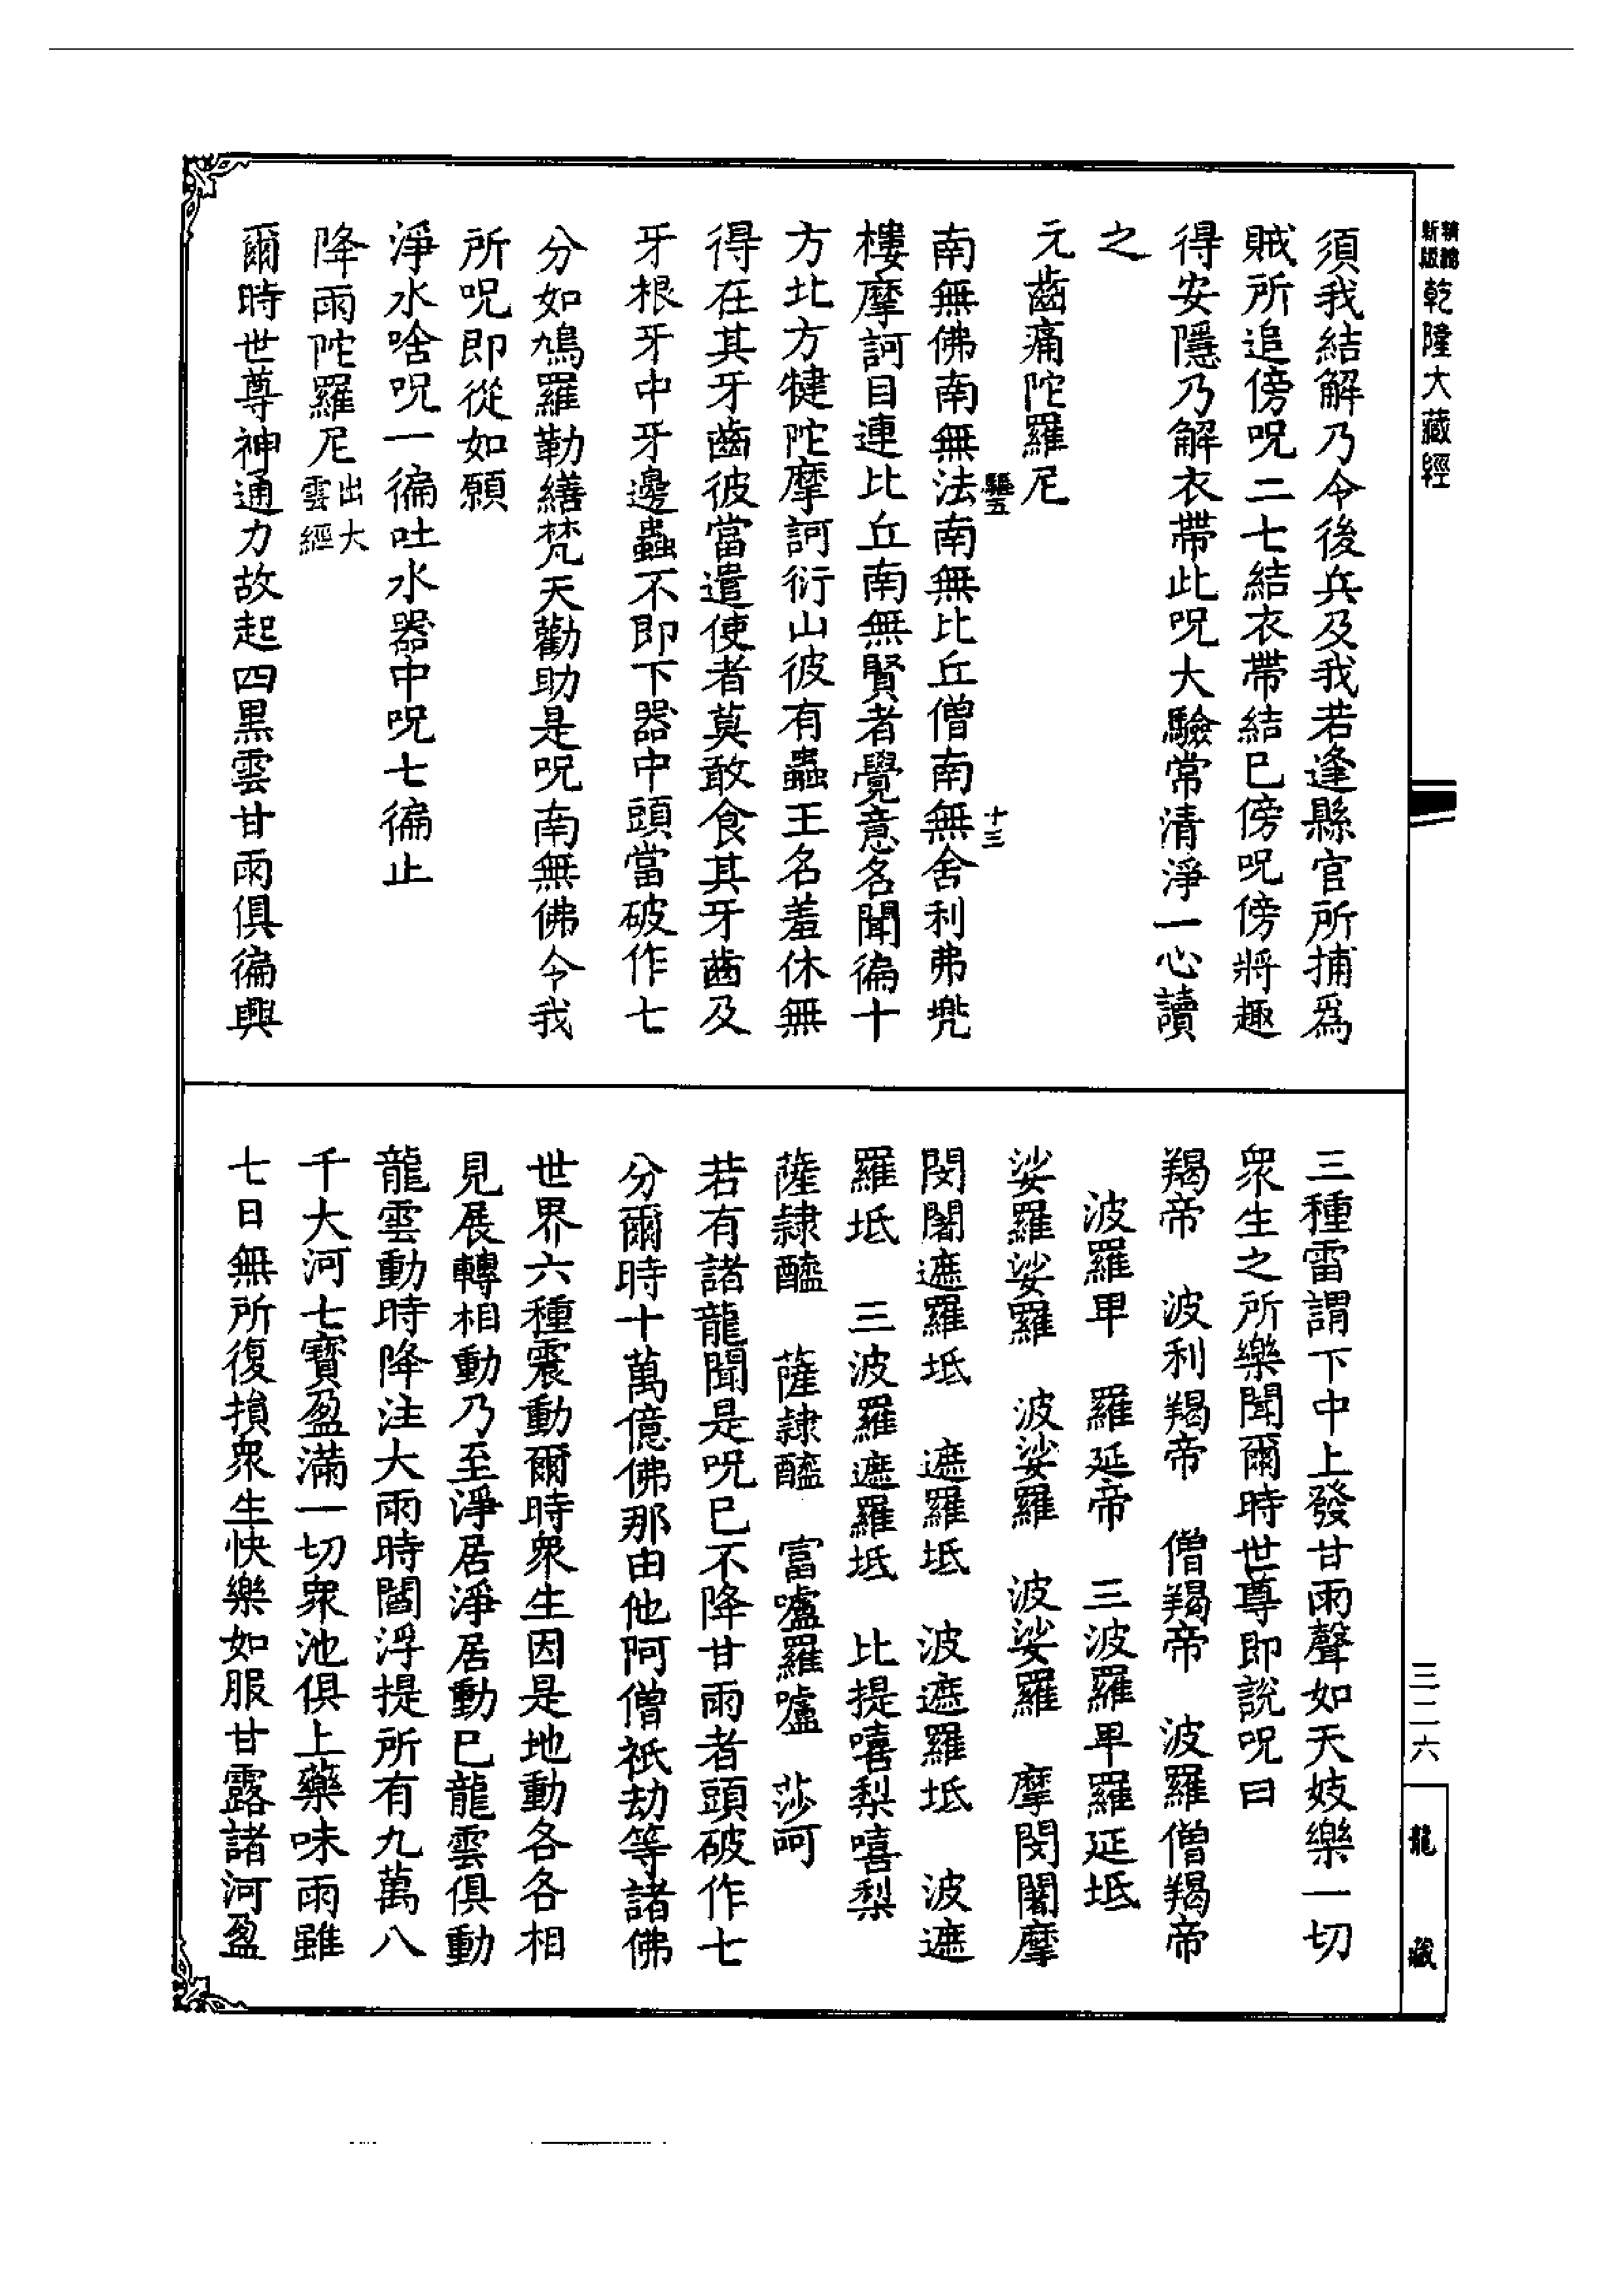 新版 精縮 乾隆大藏經
須我結解乃令後兵及我若逢縣官所捕爲
賊所追傍呪二七結衣帶結已傍呪傍將趣
得安隱乃解衣帶此呪大驗常清淨一心讀
之
元齒痛陀羅尼
驅五 十三
南無佛南無法南無比丘僧南無舍利弗兠
樓摩訶目連比丘南無賢者覺意名聞徧十
方北方犍陀摩訶衍山彼有蟲王名羞休無
得在其牙齒彼當遣使者莫敢食其牙齒及
牙根牙中牙邊蟲不即下器中頭當破作七
分如鳩羅勒繕梵天勸助是呪南無佛令我
所呪即從如願
淨水唅呪一徧吐水器中呪七徧止
降雨陀羅尼 出大雲經
爾時世尊神通力故起四黑雲甘雨俱徧興
三種雷謂下中上發甘雨聲如天妓樂一切
衆生之所樂聞爾時世尊即說呪曰
羯帝 波利羯帝 僧羯帝 波羅僧羯帝
波羅卑 羅延帝 三波羅卑羅延坻
娑羅娑羅 波娑羅 波娑羅 摩閔闍摩
閔闍遮羅坻 遮羅坻 波遮羅坻 波遮
羅坻 三波羅遮羅坻 比提嘻梨嘻梨
薩隷醯 薩隷醯 富嚧羅嚧 莎呵
若有諸龍聞是呪已不降甘雨者頭破作七
分爾時十萬億佛那由他阿僧祇劫等諸佛
世界六種震動爾時衆生因是地動各各相
見展轉相動乃至淨居淨居動已龍雲俱動
龍雲動時降注大雨時閻浮提所有九萬八
千大河七寶盈滿一切衆池俱上藥味雨雖
七日無所復損衆生快樂如服甘露諸河盈
三二六
龍藏